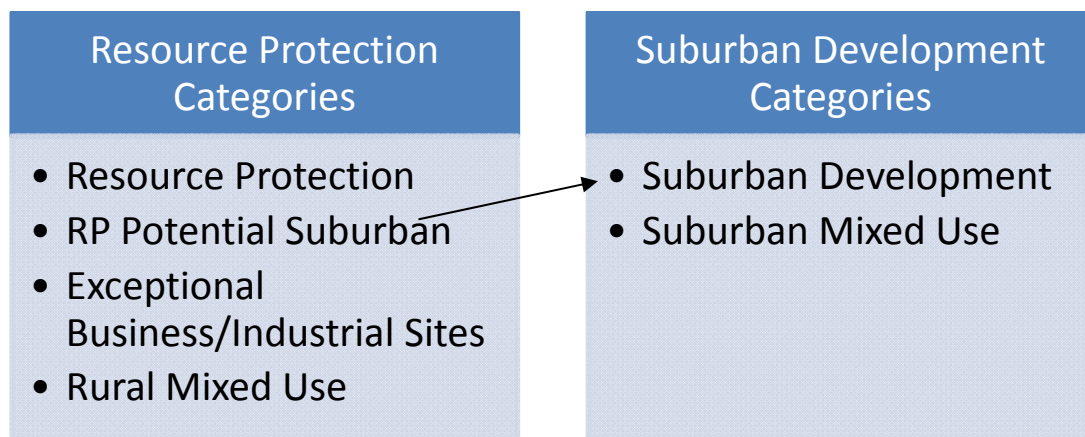 Resource Protection
Categories
• Resource Protection
• RP Potential Suburban
• Exceptional
Business/Industrial Sites
• Rural Mixed Use
Suburban Development
Categories
• Suburban Development
• Suburban Mixed Use